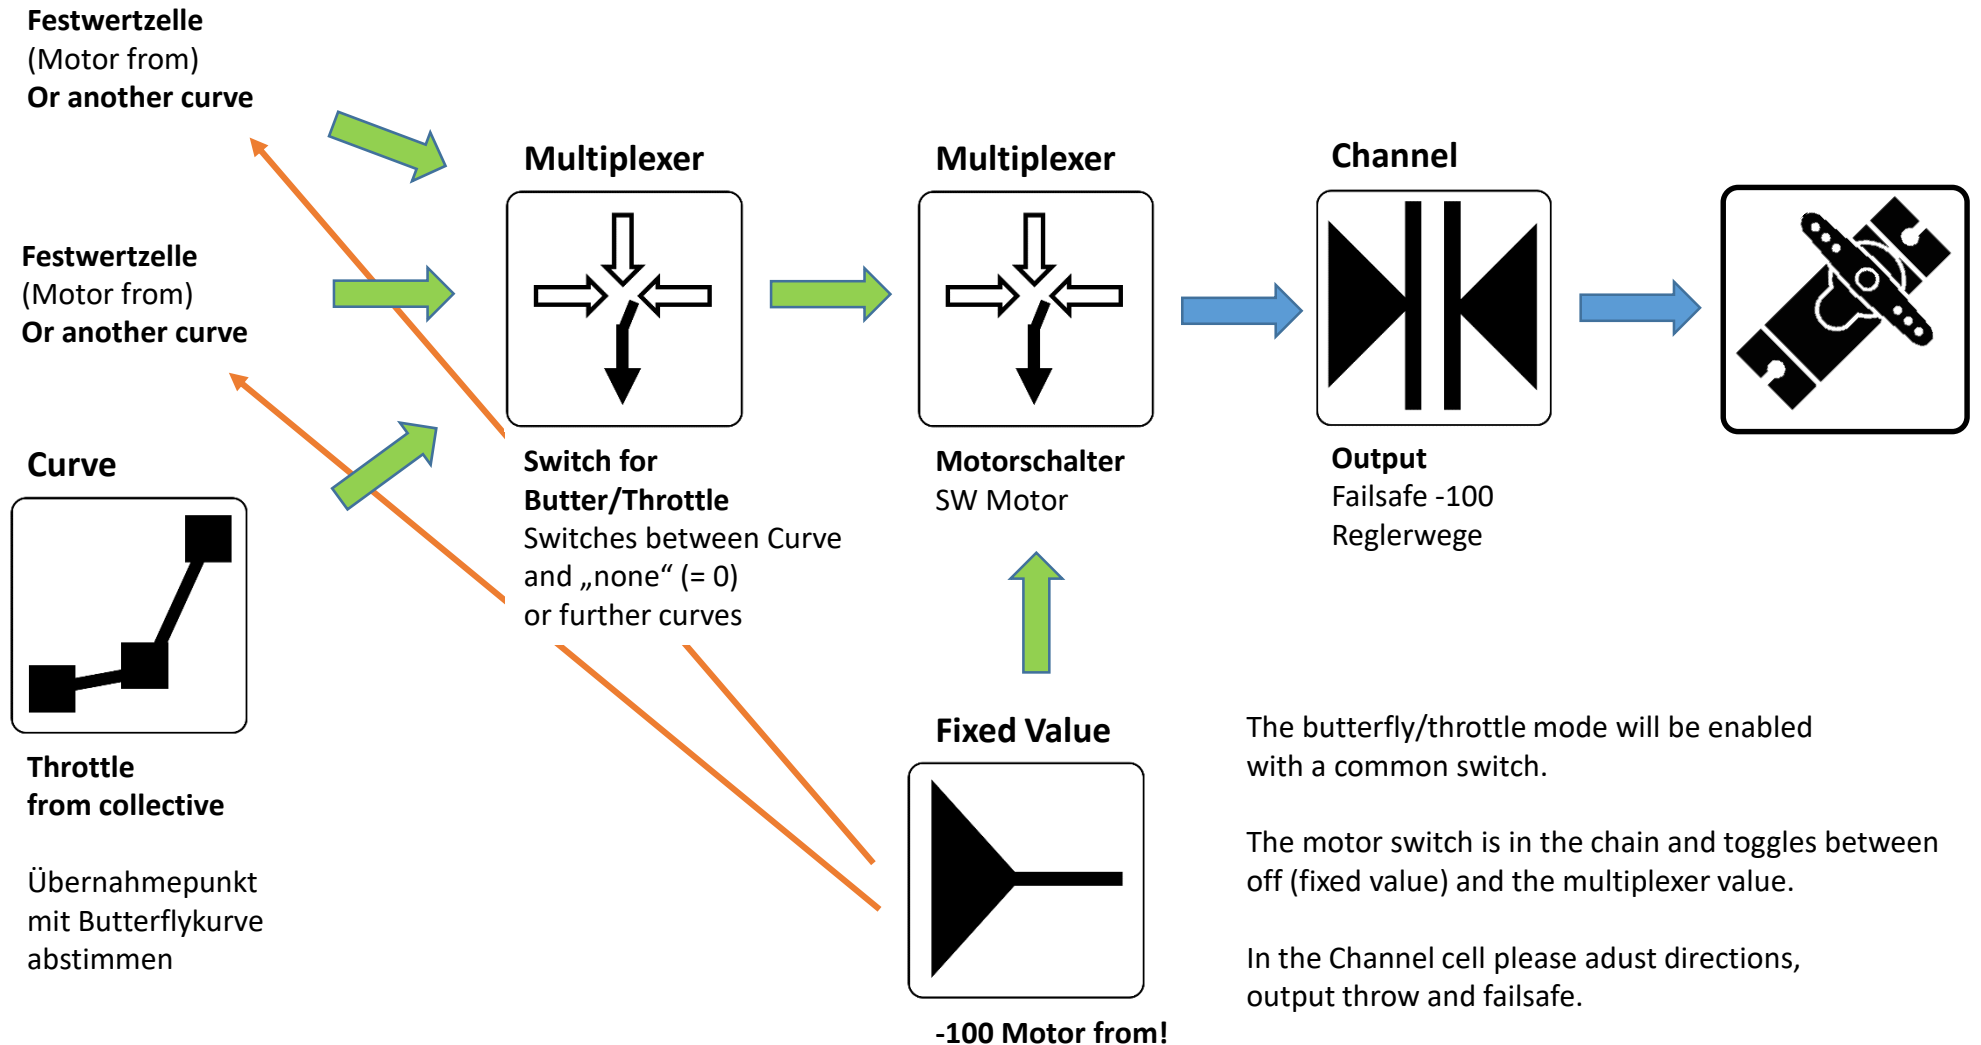 Festwertzelle
(Motor from)
Or another curve
Festwertzelle
(Motor from)
Or another curve
Curve
Throttle
from collective
Übernahmepunkt
mit Butterflykurve
abstimmen
Multiplexer
Switch for
Butter/Throttle
Switches between Curve
and „none“ (= 0)
or further curves
Multiplexer
Motorschalter
SW Motor
Fixed Value
-100 Motor from!
Channel
Output
Failsafe -100
Reglerwege
The butterfly/throttle mode will be enabled
with a common switch.
The motor switch is in the chain and toggles between
off (fixed value) and the multiplexer value.
In the Channel cell please adust directions,
output throw and failsafe.